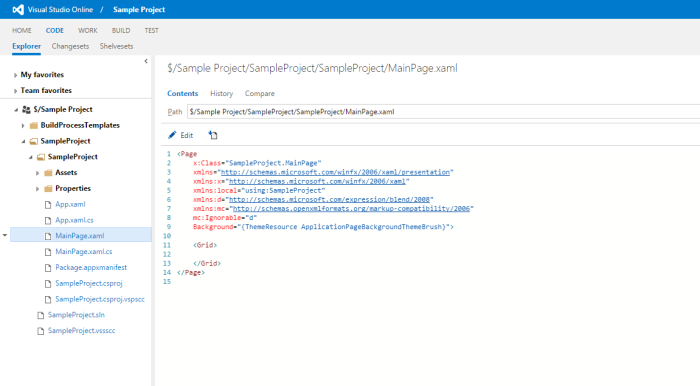 Visual Studio Online / Sample Project
HOME CODE WORK BUILD TEST
Explorer Changesets Shelvesets
My favorites
Team favorites
$/Sample Project
BuildProcessTemplates
SampleProject
SampleProject
Assets
Properties
App.xaml
App.xaml.cs
MainPage.xaml
MainPage.xaml.cs
Package.appxmanifest
SampleProject.csproj
SampleProject.csproj.vspscc
SampleProject.sln
SampleProject.vssscc
$/Sample Project/SampleProject/SampleProject/MainPage.xaml
Contents History Compare
Path $/Sample Project/SampleProject/SampleProject/MainPage.xaml
Edit
1 <Page
2 x:Class="SampleProject.MainPage"
3 xmlns="http://schemas.microsoft.com/winfx/2006/xaml/presentation"
4 xmlns:x="http://schemas.microsoft.com/winfx/2006/xaml"
5 xmlns:local="using:SampleProject"
6 xmlns:d="http://schemas.microsoft.com/expression/blend/2008"
7 xmlns:mc="http://schemas.openxmlformats.org/markup-compatibility/2006"
8 mc:Ignorable="d"
9 Background="{ThemeResource ApplicationPageBackgroundThemeBrush}">
10
11 <Grid>
12
13 </Grid>
14 </Page>
15